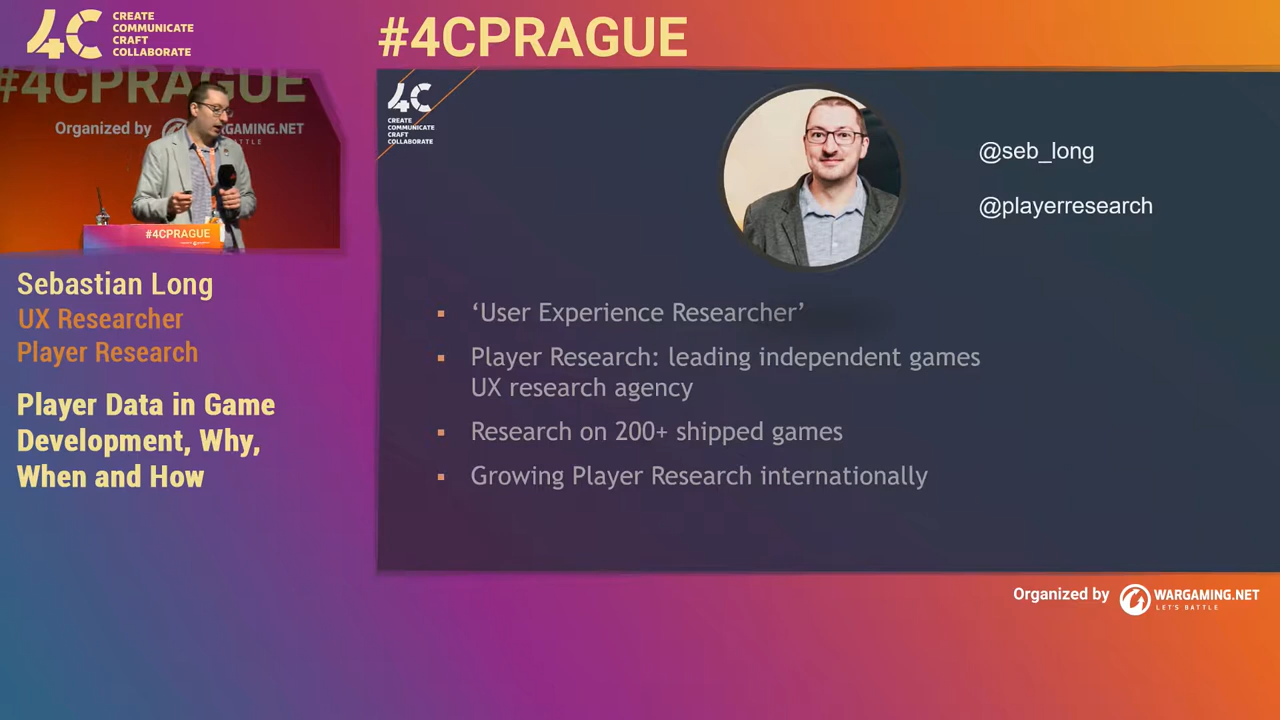 4C
CREATE
COMMUNICATE
CRAFT
COLLABORATE
#4CPRAGUE
#4CPRAGUE
Organized by
GAMING.NET
BATTLE
#4CPRAGUE
Sebastian Long
UX Researcher
Player Research
Player Data in Game
Development, Why,
When and How
4C
CREATE
COMMUNICATE
CRAFT
COLLABORATE
@seb_long
@playerresearch
▪ ‘User Experience Researcher’
▪ Player Research: leading independent games
UX research agency
▪ Research on 200+ shipped games
▪ Growing Player Research internationally
Organized by
WARGAMING.NET
LET'S BATTLE